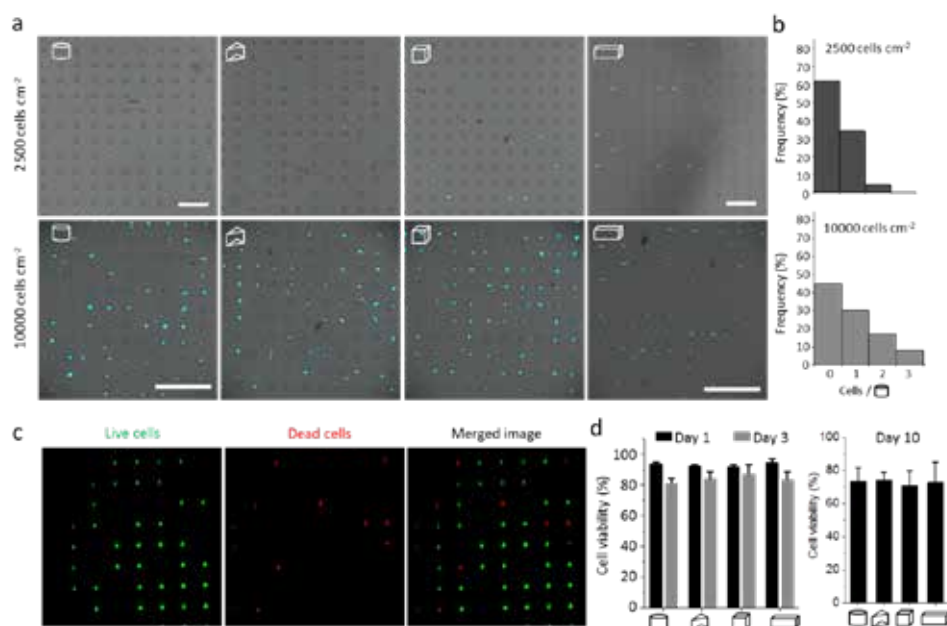 a
2500 cells cm-2
10000 cells cm-2
b
2500 cells cm-2
Frequency (%)
80
70
60
50
40
30
20
10
0
10000 cells cm-2
Frequency (%)
80
70
60
50
40
30
20
10
0
0 1 2 3
Cells /
c
Live cells
Dead cells
Merged image
d
Day 1
Day 3
Cell viability (%)
100
80
60
40
20
0
Day 10
Cell viability (%)
100
80
60
40
20
0